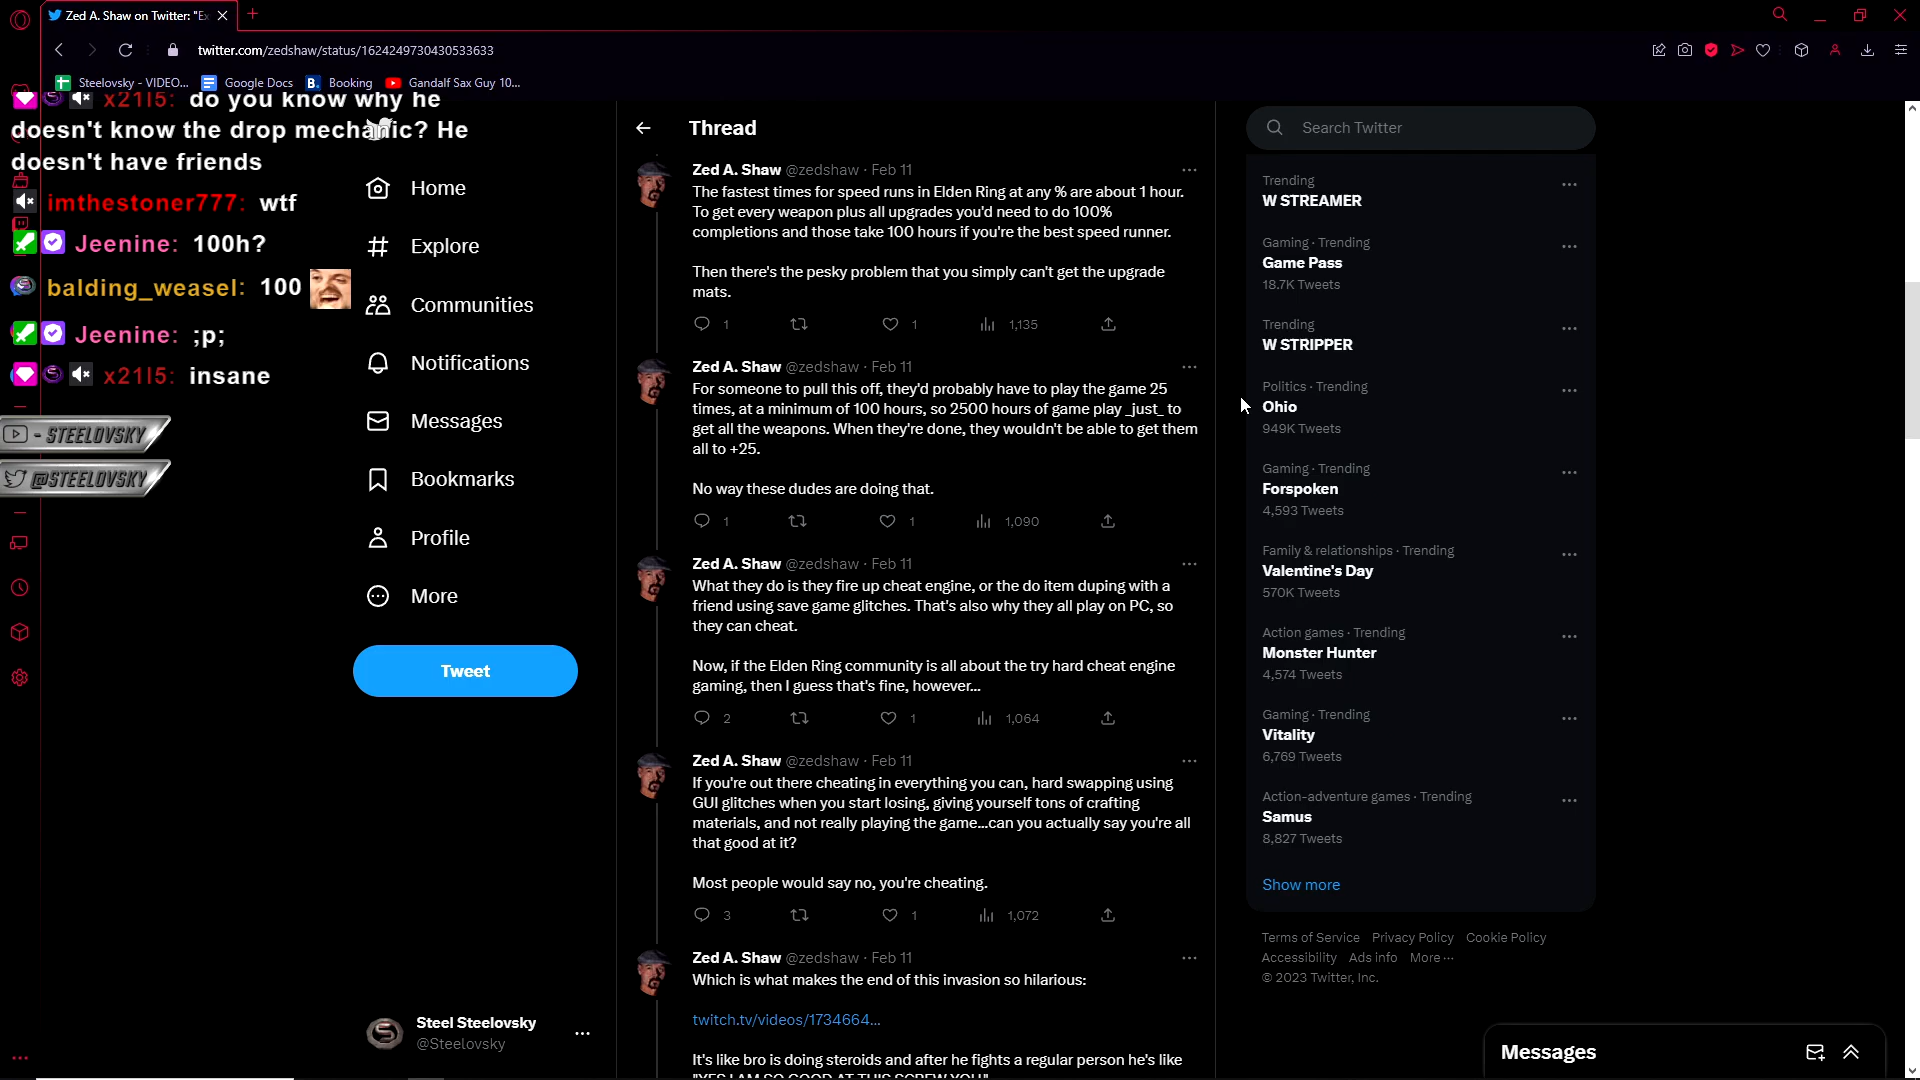 Zed A. Shaw on Twitter: "Ex
twitter.com/zedshaw/status/1624249730430533633
Steelovsky - VIDEO...
Google Docs
Booking
Gandalf Sax Guy 10...
x21l5: do you know why he
doesn't know the drop mechanic? He
doesn't have friends
imthestoner777: wtf
Jeenine: 100h?
balding_weasel: 100
Jeenine: ;p;
x21l5: insane
- STEELOVSKY
@STEELOVSKY
Home
Explore
Communities
Notifications
Messages
Bookmarks
Profile
More
Tweet
Steel Steelovsky
@Steelovsky
Thread
Zed A. Shaw @zedshaw · Feb 11
The fastest times for speed runs in Elden Ring at any % are about 1 hour.
To get every weapon plus all upgrades you'd need to do 100%
completions and those take 100 hours if you're the best speed runner.
Then there's the pesky problem that you simply can't get the upgrade
mats.
1 1 1,135
Zed A. Shaw @zedshaw · Feb 11
For someone to pull this off, they'd probably have to play the game 25
times, at a minimum of 100 hours, so 2500 hours of game play _just_ to
get all the weapons. When they're done, they wouldn't be able to get them
all to +25.
No way these dudes are doing that.
1 1 1,090
Zed A. Shaw @zedshaw · Feb 11
What they do is they fire up cheat engine, or the do item duping with a
friend using save game glitches. That's also why they all play on PC, so
they can cheat.
Now, if the Elden Ring community is all about the try hard cheat engine
gaming, then I guess that's fine, however...
2 1 1,064
Zed A. Shaw @zedshaw · Feb 11
If you're out there cheating in everything you can, hard swapping using
GUI glitches when you start losing, giving yourself tons of crafting
materials, and not really playing the game...can you actually say you're all
that good at it?
Most people would say no, you're cheating.
3 1 1,072
Zed A. Shaw @zedshaw · Feb 11
Which is what makes the end of this invasion so hilarious:
twitch.tv/videos/1734664...
It's like bro is doing steroids and after he fights a regular person he's like
"YES I AM SO GOOD AT THIS SCREW YOU!"
Search Twitter
Trending
W STREAMER
Gaming · Trending
Game Pass
18.7K Tweets
Trending
W STRIPPER
Politics · Trending
Ohio
949K Tweets
Gaming · Trending
Forspoken
4,593 Tweets
Family & relationships · Trending
Valentine's Day
570K Tweets
Action games · Trending
Monster Hunter
4,574 Tweets
Gaming · Trending
Vitality
6,769 Tweets
Action-adventure games · Trending
Samus
8,827 Tweets
Show more
Terms of Service Privacy Policy Cookie Policy
Accessibility Ads info More ···
© 2023 Twitter, Inc.
Messages